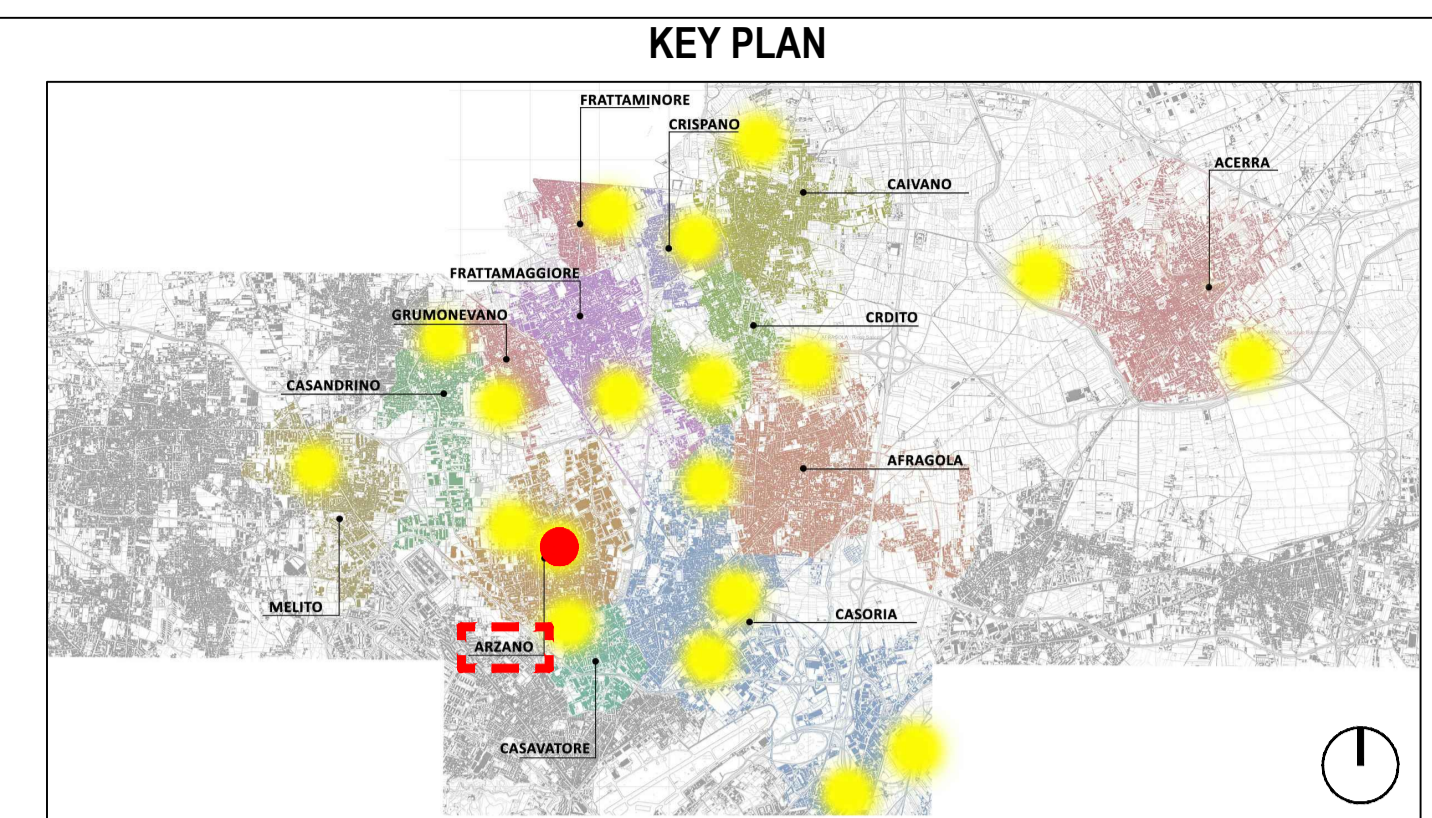 KEY PLAN
FRATTAMINORE
CRISPANO
ACERRA
CAIVANO
FRATTAMAGGIORE
GRUMONEVANO
CRDITO
CASANDRINO
AFRAGOLA
MELITO
CASORIA
ARZANO
CASAVATORE